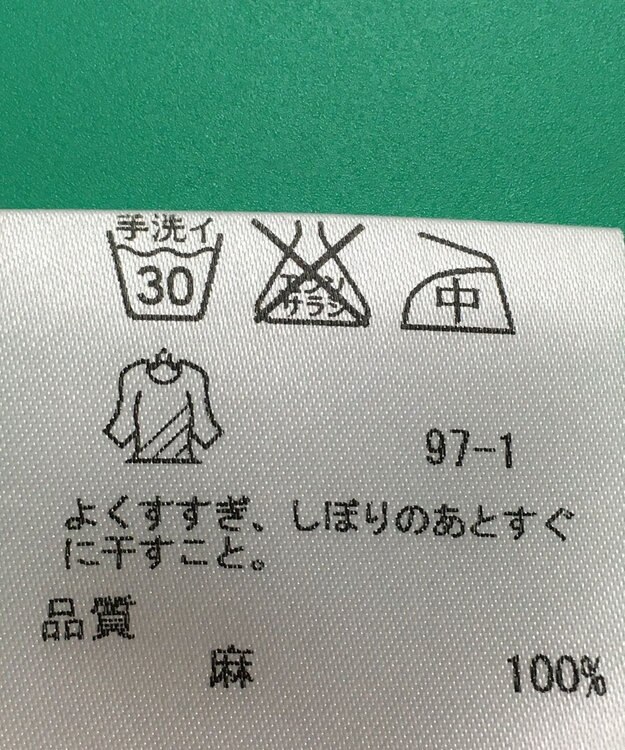 手洗イ
30
エンソ
サラシ
中
97-1
よくすすぎ、しぼりのあとすぐ
に干すこと。
品質
麻 100%